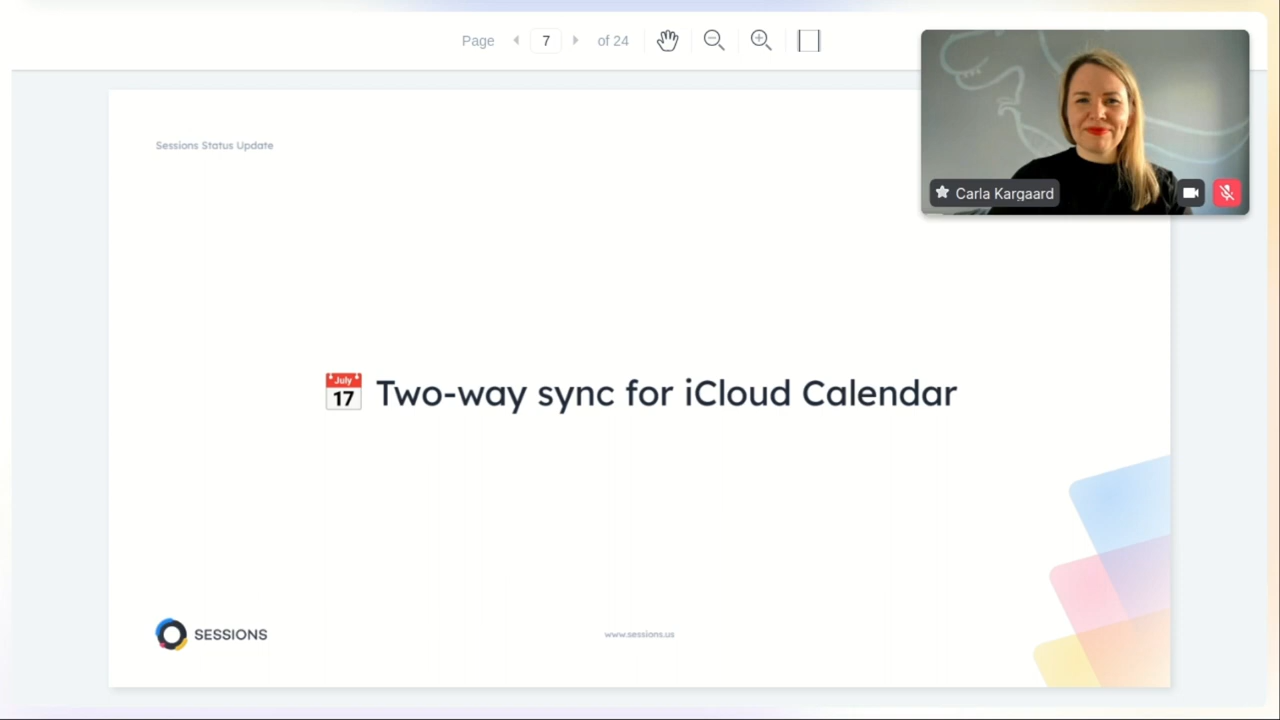 Page 7 of 24
Carla Kargaard
Sessions Status Update
July
17
Two-way sync for iCloud Calendar
SESSIONS
www.sessions.us